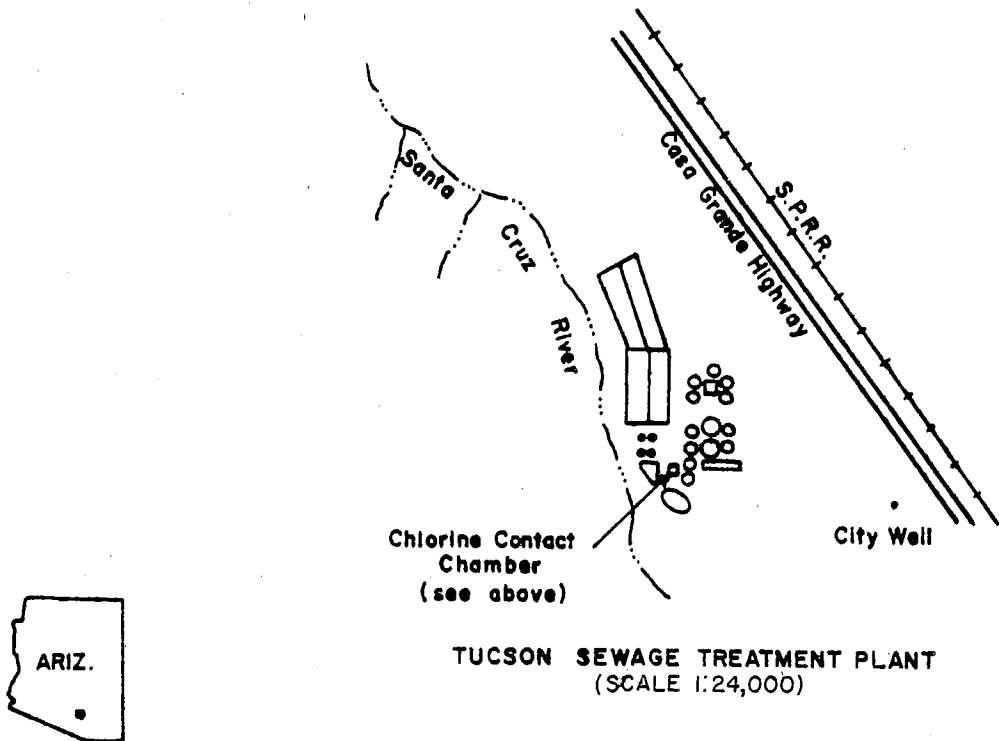 Santa
Cruz
River
Casa Grande Highway
S.P.R.R.
City Well
Chlorine Contact
Chamber
(see above)
ARIZ.
TUCSON SEWAGE TREATMENT PLANT
(SCALE 1:24,000)